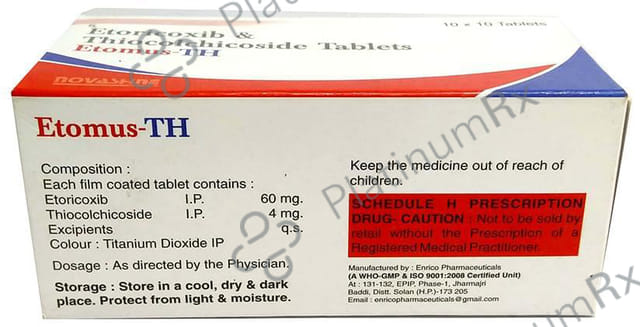 Etoricoxib &
Thiocolchicoside Tablets
Etomus-TH
10 x 10 Tablets
NOVASHINE
Etomus-TH
Composition :
Each film coated tablet contains :
Etoricoxib I.P. 60 mg.
Thiocolchicoside I.P. 4 mg.
Excipients q.s.
Colour : Titanium Dioxide IP
Dosage : As directed by the Physician.
Storage : Store in a cool, dry & dark
place. Protect from light & moisture.
Keep the medicine out of reach of
children.
SCHEDULE H PRESCRIPTION
DRUG- CAUTION : Not to be sold by
retail without the Prescription of a
Registered Medical Practitioner.
Manufactured by : Enrico Pharmaceuticals
(A WHO-GMP & ISO 9001:2008 Certified Unit)
At : 131-132, EPIP, Phase-1, Jharmajri
Baddi, Distt. Solan (H.P.)-173 205
Email : enricopharmaceuticals@gmail.com
PlatinumRx
PlatinumRx